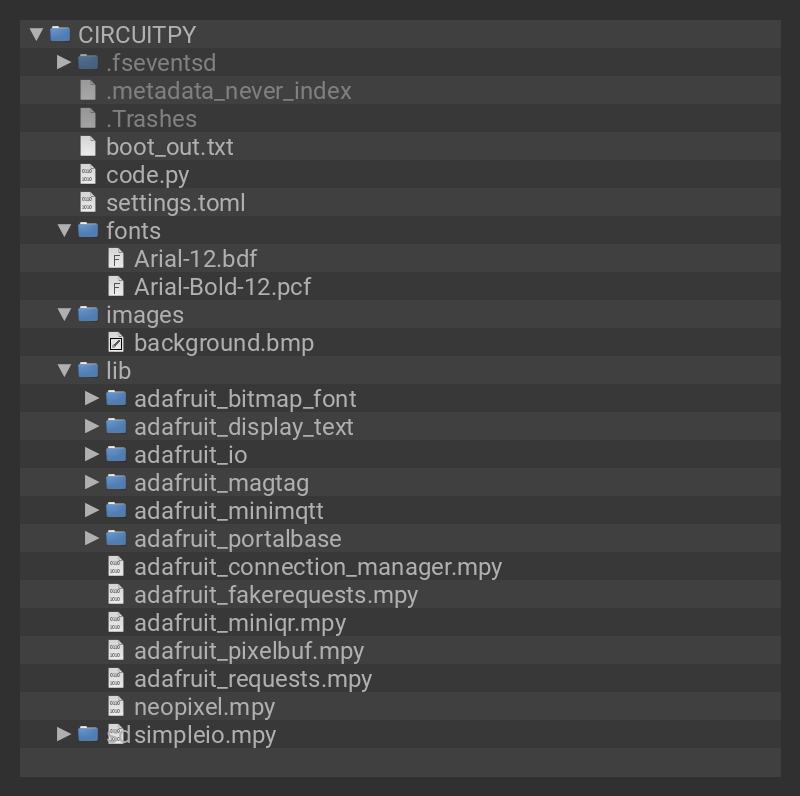 CIRCUITPY
.fseventsd
.metadata_never_index
.Trashes
boot_out.txt
code.py
settings.toml
fonts
Arial-12.bdf
Arial-Bold-12.pcf
images
background.bmp
lib
adafruit_bitmap_font
adafruit_display_text
adafruit_io
adafruit_magtag
adafruit_minimqtt
adafruit_portalbase
adafruit_connection_manager.mpy
adafruit_fakerequests.mpy
adafruit_miniqr.mpy
adafruit_pixelbuf.mpy
adafruit_requests.mpy
neopixel.mpy
sd simpleio.mpy